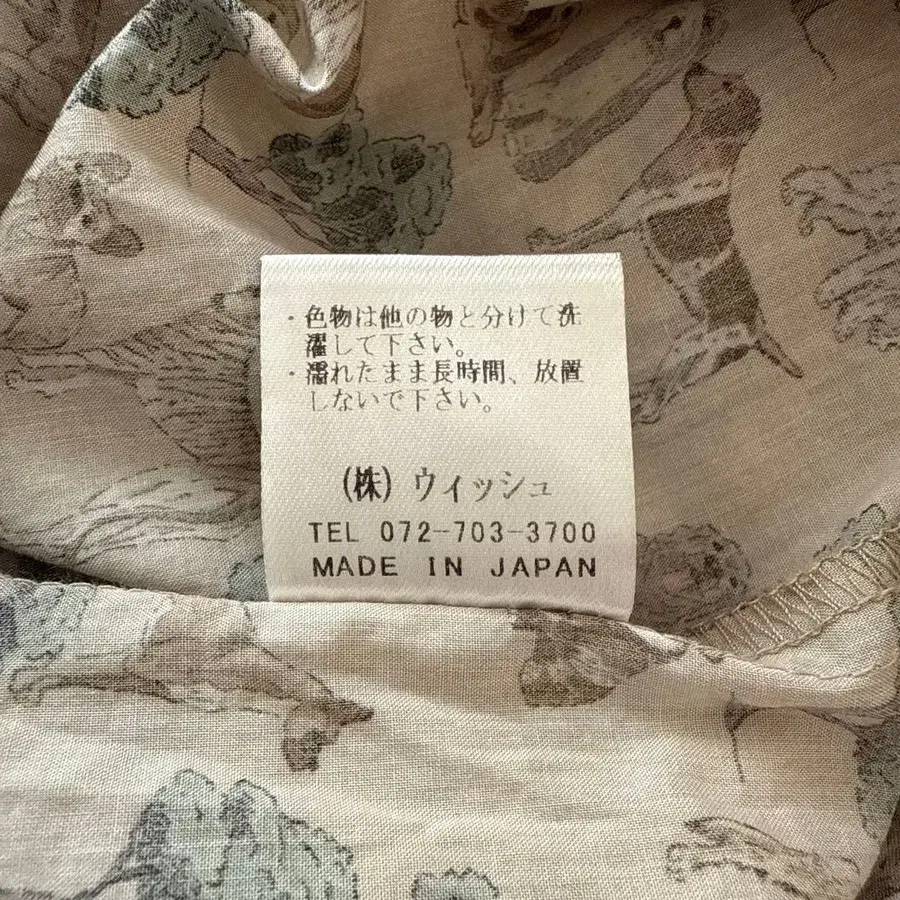 ・色物は他の物と分けて洗
濯して下さい。
・濡れたまま長時間、放置
しないで下さい。
(株) ウィッシュ
TEL 072-703-3700
MADE IN JAPAN